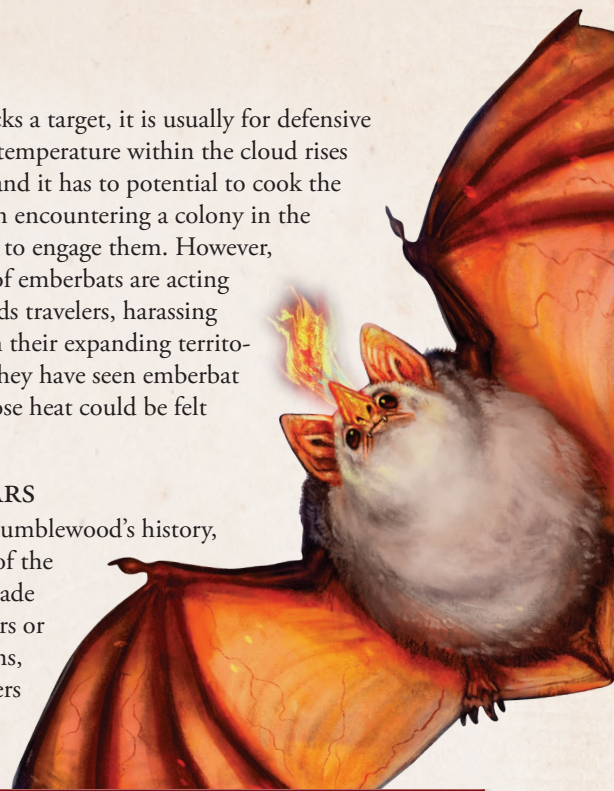 cks a target, it is usually for defensive
temperature within the cloud rises
and it has to potential to cook the
n encountering a colony in the
to engage them. However,
of emberbats are acting
ds travelers, harassing
n their expanding territo-
hey have seen emberbat
ose heat could be felt
ARS
umblewood’s history,
of the
ade
rs or
ns,
ers